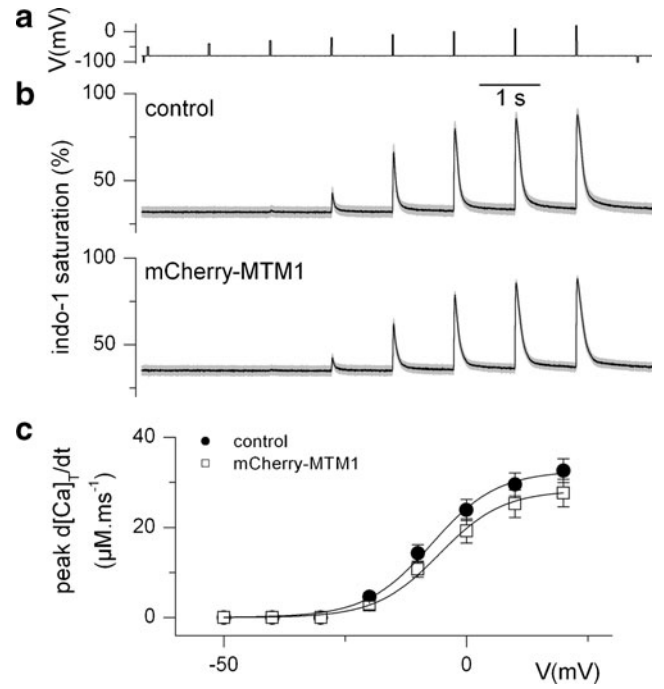 a
V(mV)
0
-100
b
1 s
control
100
50
mCherry-MTM1
100
50
indo-1 saturation (%)
c
control
mCherry-MTM1
peak d[Ca]T/dt
(µM.ms-1)
40
20
0
-50
0
V(mV)